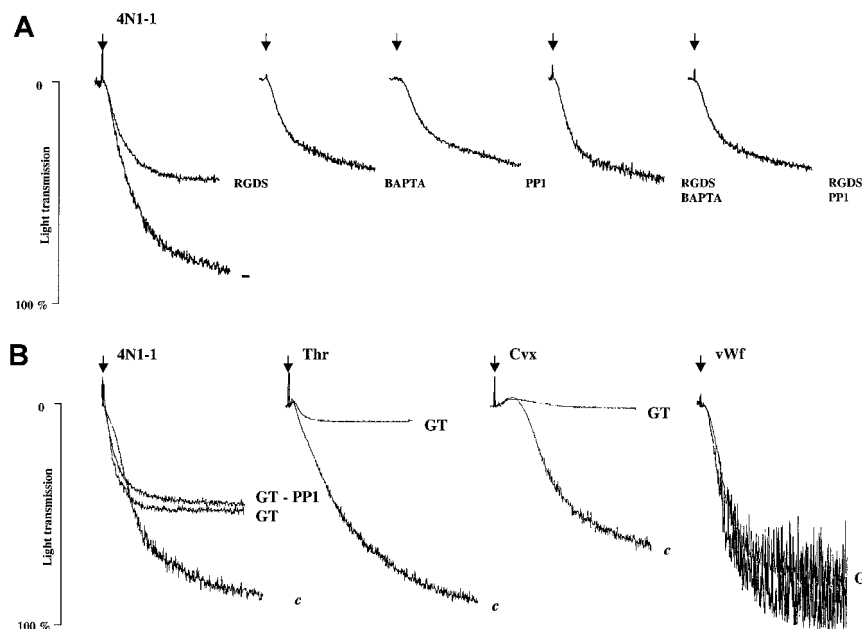 A
4N1-1
0
Light transmission
100 %
RGDS
–
BAPTA
PP1
RGDS
BAPTA
RGDS
PP1
B
4N1-1
Thr
Cvx
vWf
0
Light transmission
100 %
GT - PP1
GT
c
GT
c
GT
c
G